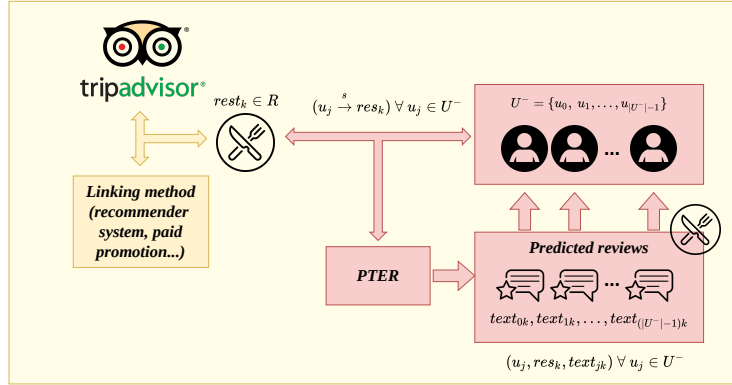 tripadvisor®
rest_k ∈ R
(u_j →^s res_k) ∀ u_j ∈ U^−
U^− = {u_0, u_1, . . . , u_{|U^−|−1}}
...
Linking method
(recommender
system, paid
promotion...)
PTER
Predicted reviews
...
text_{0k}, text_{1k}, . . . , text_{(|U^−|−1)k}
(u_j, res_k, text_{jk}) ∀ u_j ∈ U^−